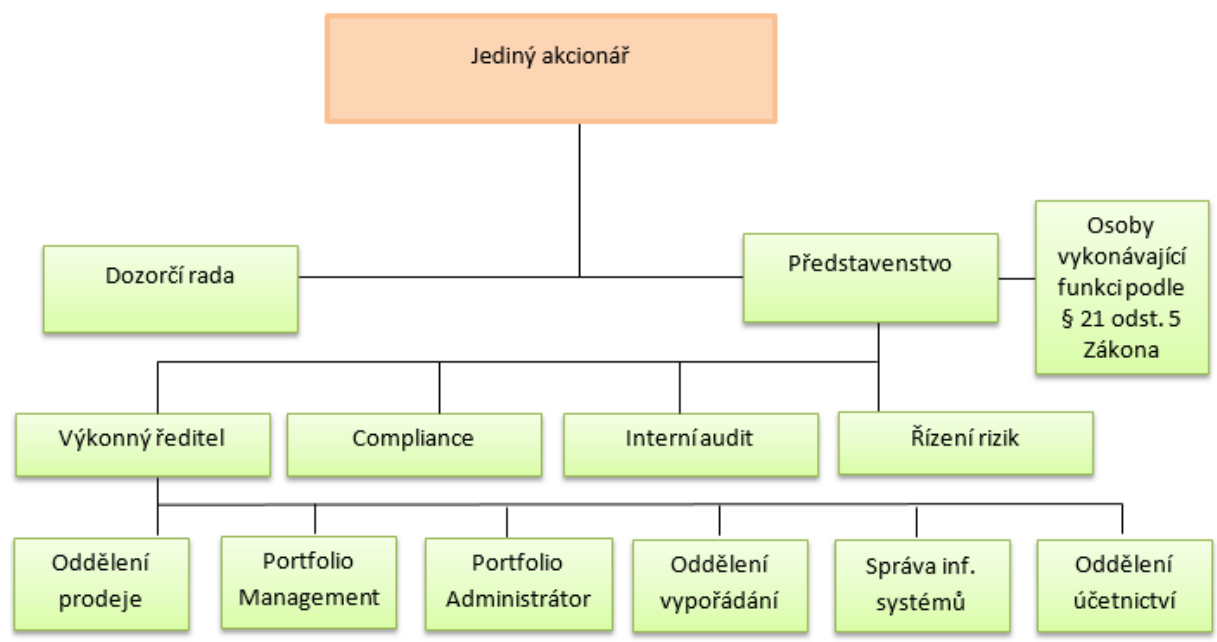 Jediný akcionář
Dozorčí rada
Představenstvo
Osoby
vykonávající
funkci podle
§ 21 odst. 5
Zákona
Výkonný ředitel
Compliance
Interní audit
Řízení rizik
Oddělení
prodeje
Portfolio
Management
Portfolio
Administrátor
Oddělení
vypořádání
Správa inf.
systémů
Oddělení
účetnictví